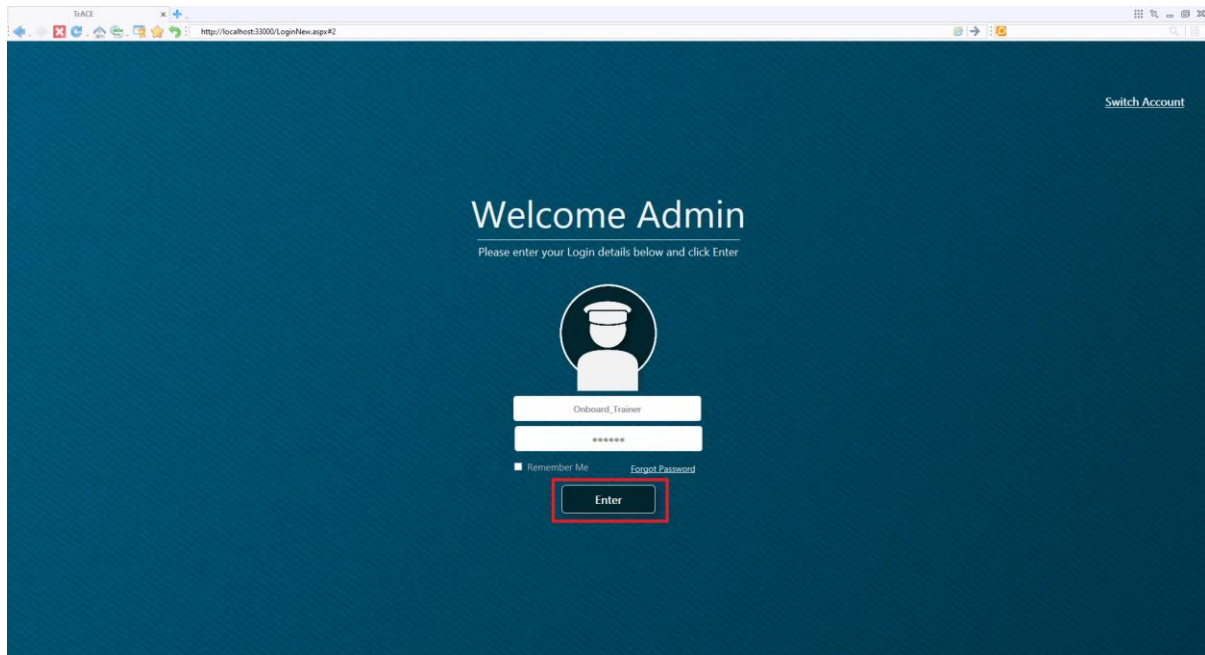 TrACE
http://localhost:33000/LoginNew.aspx#2
Switch Account
Welcome Admin
Please enter your Login details below and click Enter
Onboard_Trainer
******
Remember Me Forgot Password
Enter